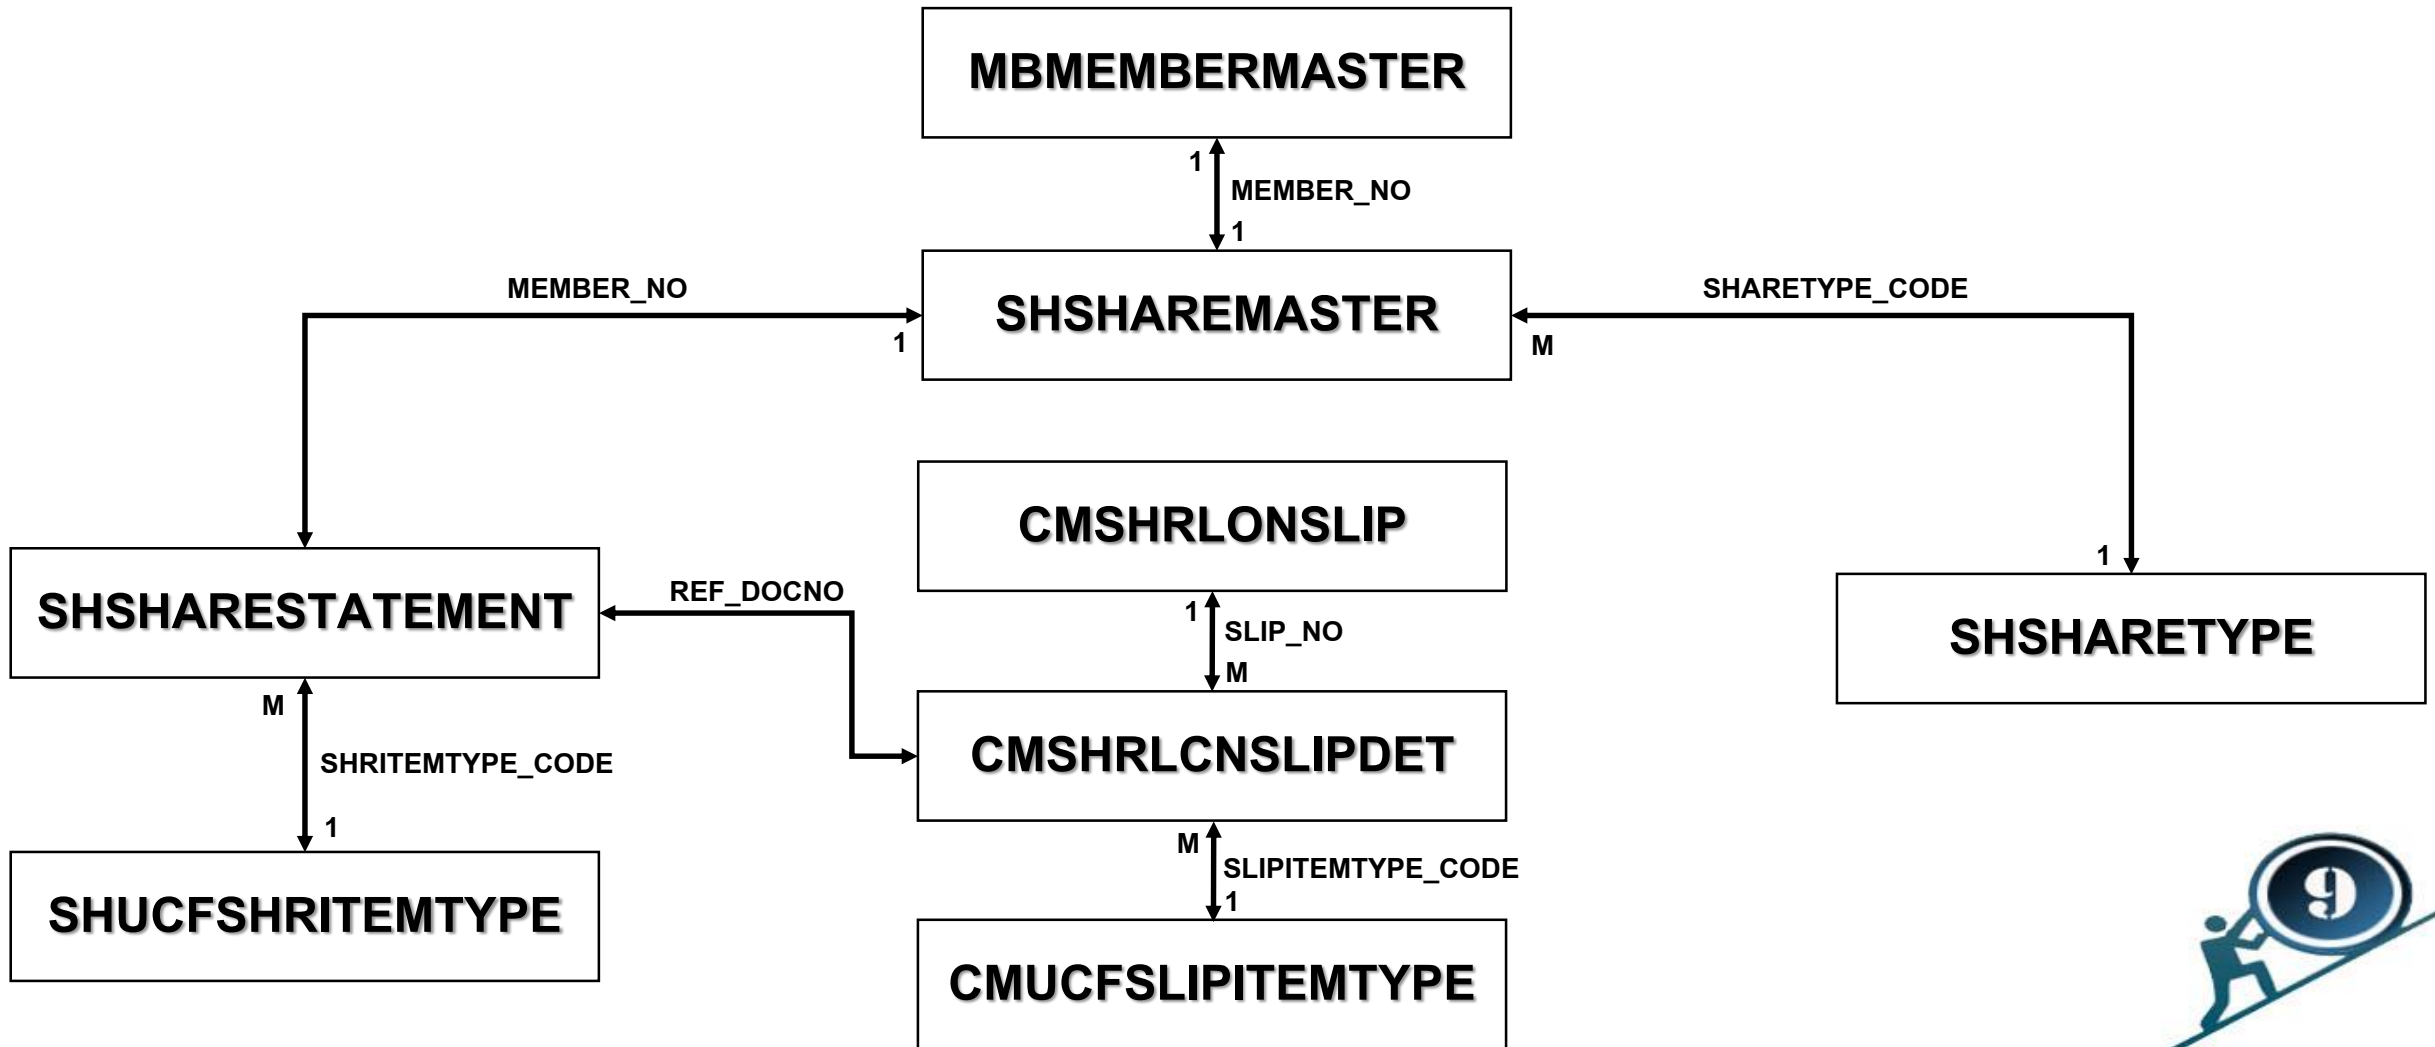 MBMEMBERMASTER
1
MEMBER_NO
1
MEMBER_NO
SHSHAREMASTER
SHARETYPE_CODE
1
M
CMSHRLONSLIP
1
SHSHARESTATEMENT
REF_DOCNO
1
SLIP_NO
M
SHSHARETYPE
M
SHRITEMTYPE_CODE
1
CMSHRLCNSLIPDET
M
SLIPITEMTYPE_CODE
1
SHUCFSHRITEMTYPE
CMUCFSLIPITEMTYPE
9